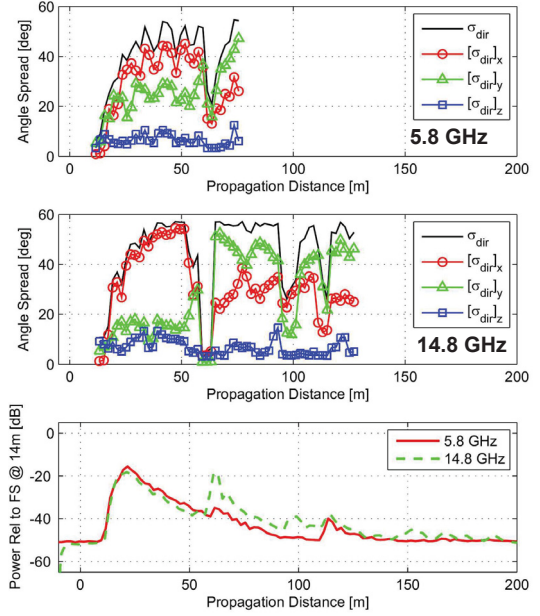 60
40
20
0
Angle Spread [deg]
0 50 100 150 200
Propagation Distance [m]
σdir
[σdir]x
[σdir]y
[σdir]z
5.8 GHz
60
40
20
0
Angle Spread [deg]
0 50 100 150 200
Propagation Distance [m]
σdir
[σdir]x
[σdir]y
[σdir]z
14.8 GHz
0
-20
-40
-60
Power Rel to FS @ 14m [dB]
0 50 100 150 200
Propagation Distance [m]
5.8 GHz
14.8 GHz